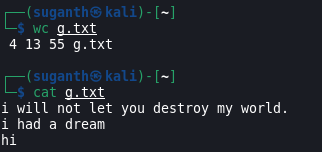 ┌──(suganth㉿kali)-[~]
└─$ wc g.txt
 4 13 55 g.txt

┌──(suganth㉿kali)-[~]
└─$ cat g.txt
i will not let you destroy my world.
i had a dream
hi